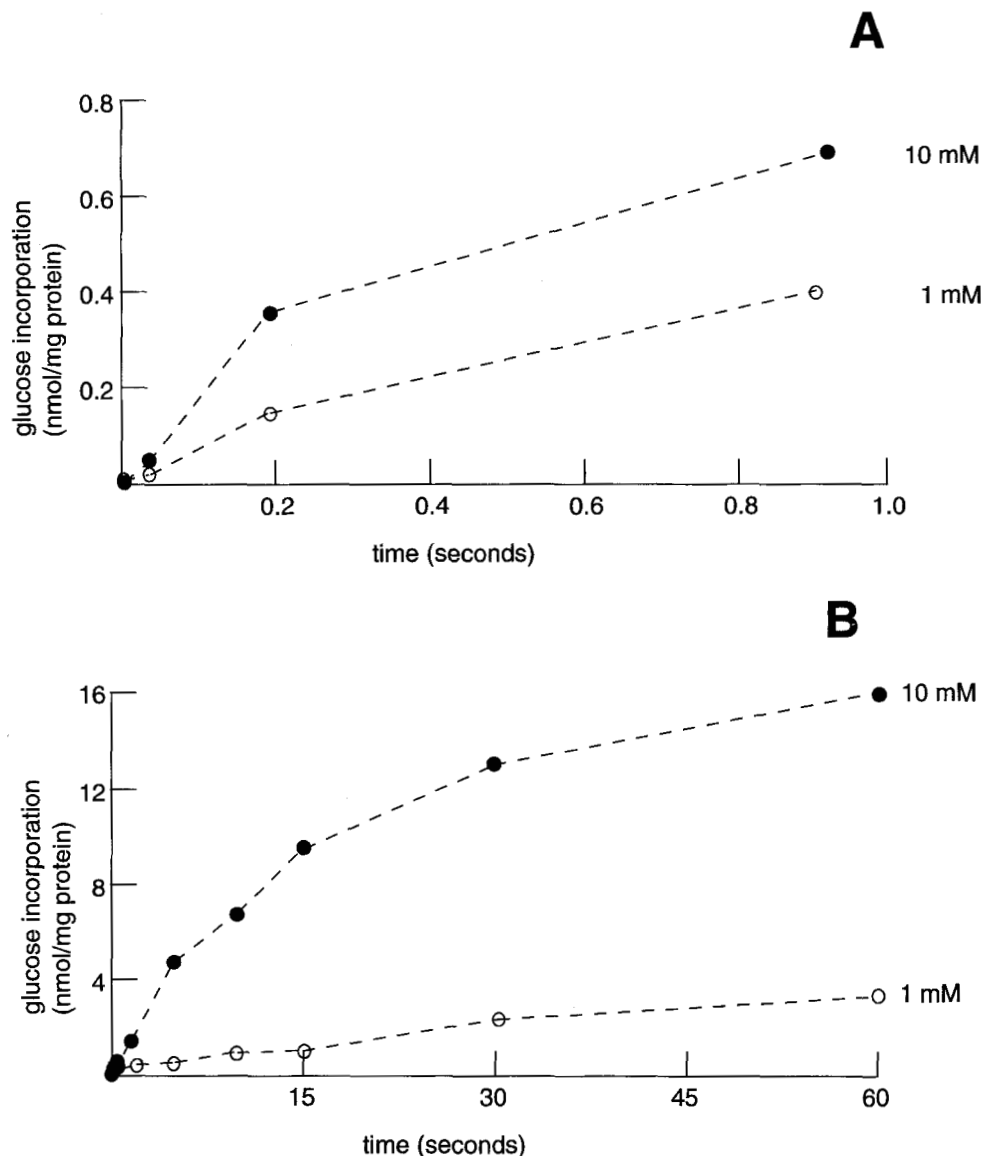 A
0.8
10 mM
0.6
glucose incorporation
(nmol/mg protein)
0.4
1 mM
0.2
0.2 0.4 0.6 0.8 1.0
time (seconds)
B
16
10 mM
12
glucose incorporation
(nmol/mg protein)
8
4
1 mM
15 30 45 60
time (seconds)